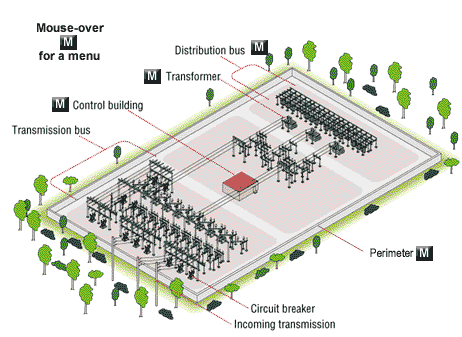 Mouse-over
M
for a menu
Distribution bus M
M Transformer
M Control building
Transmission bus
Perimeter M
Circuit breaker
Incoming transmission